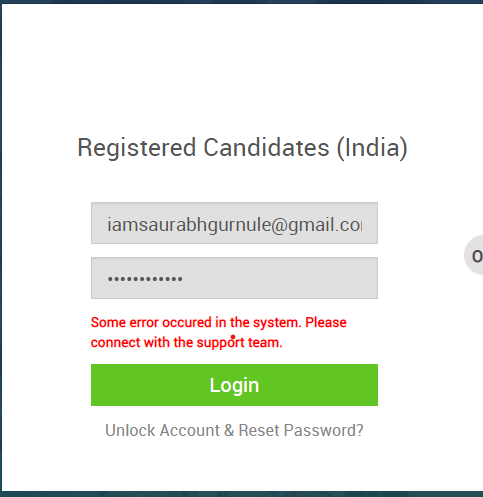 Registered Candidates (India)
iamsaurabhgurnule@gmail.co
••••••••••••
Some error occured in the system. Please
connect with the support team.
Login
Unlock Account & Reset Password?